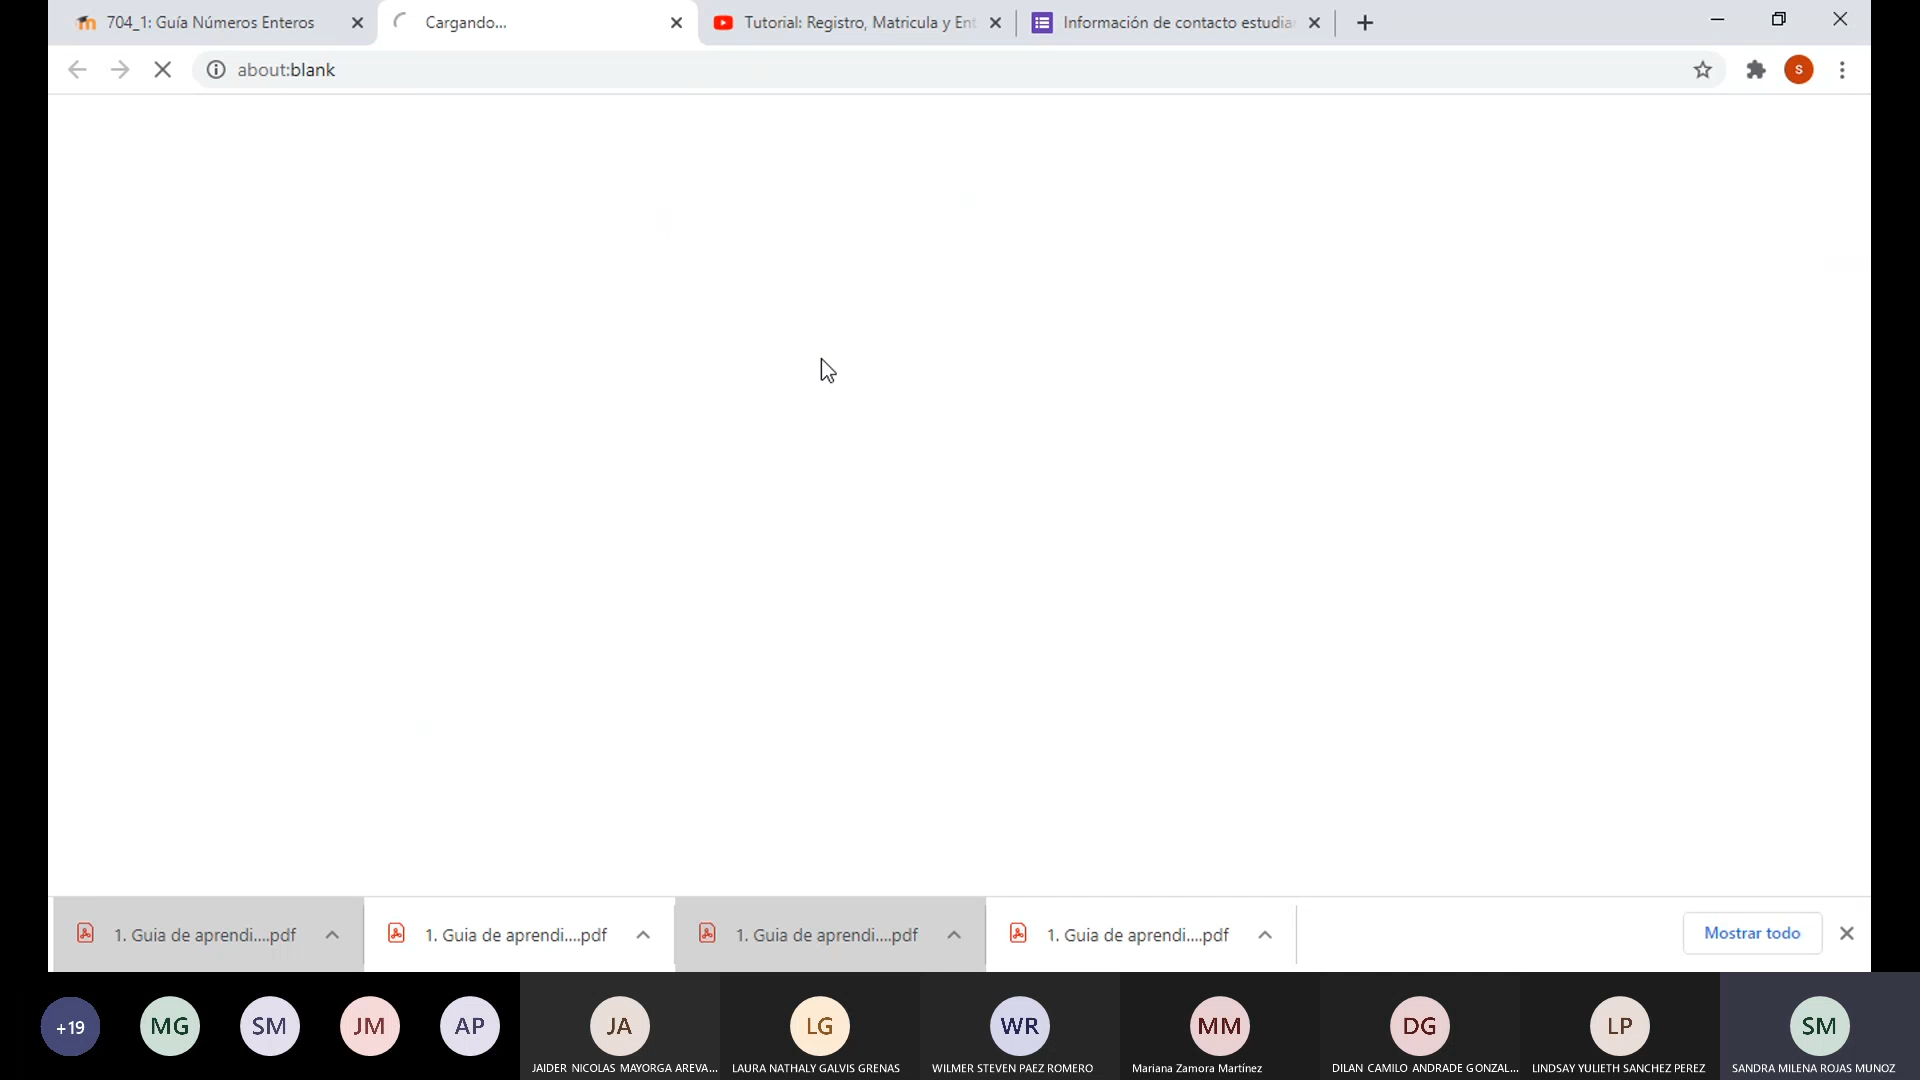 704_1: Guía Números Enteros
Cargando...
Tutorial: Registro, Matricula y Ent
Información de contacto estudia
about:blank
S
1. Guia de aprendi....pdf
1. Guia de aprendi....pdf
1. Guia de aprendi....pdf
1. Guia de aprendi....pdf
Mostrar todo
+19
MG
SM
JM
AP
JA
LG
WR
MM
DG
LP
SM
JAIDER NICOLAS MAYORGA AREVA...
LAURA NATHALY GALVIS GRENAS
WILMER STEVEN PAEZ ROMERO
Mariana Zamora Martínez
DILAN CAMILO ANDRADE GONZAL...
LINDSAY YULIETH SANCHEZ PEREZ
SANDRA MILENA ROJAS MUNOZ